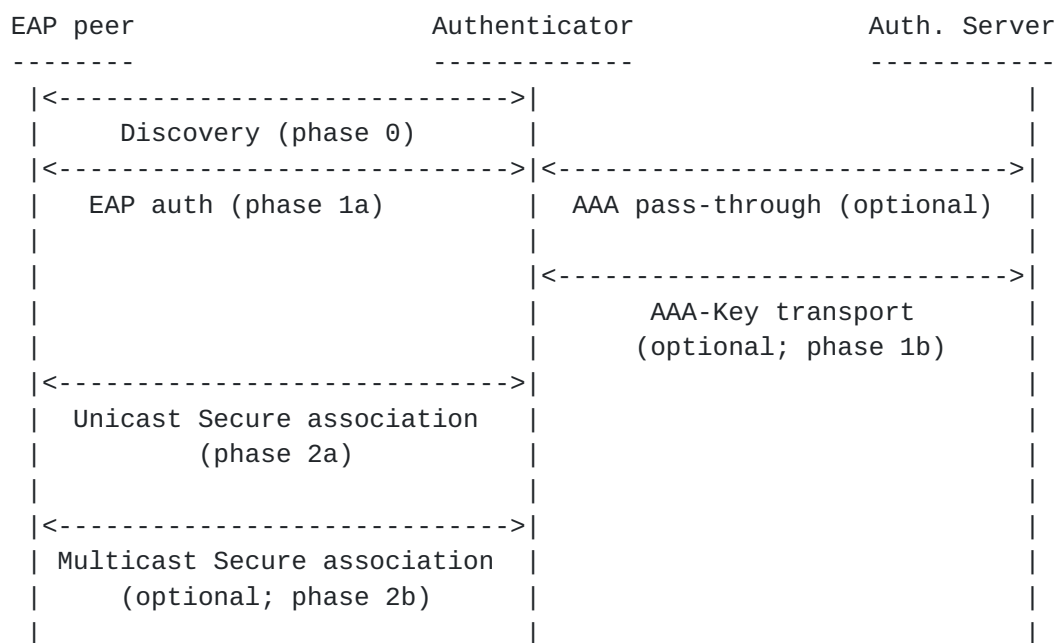 EAP peer Authenticator Auth. Server
-------- ------------- ------------
|<------------------------------>| |
| Discovery (phase 0) | |
|<------------------------------>|<------------------------------>|
| EAP auth (phase 1a) | AAA pass-through (optional) |
| | |
| |<------------------------------>|
| | AAA-Key transport |
| | (optional; phase 1b) |
|<------------------------------>| |
| Unicast Secure association | |
| (phase 2a) | |
| | |
|<------------------------------>| |
| Multicast Secure association | |
| (optional; phase 2b) | |
| | |